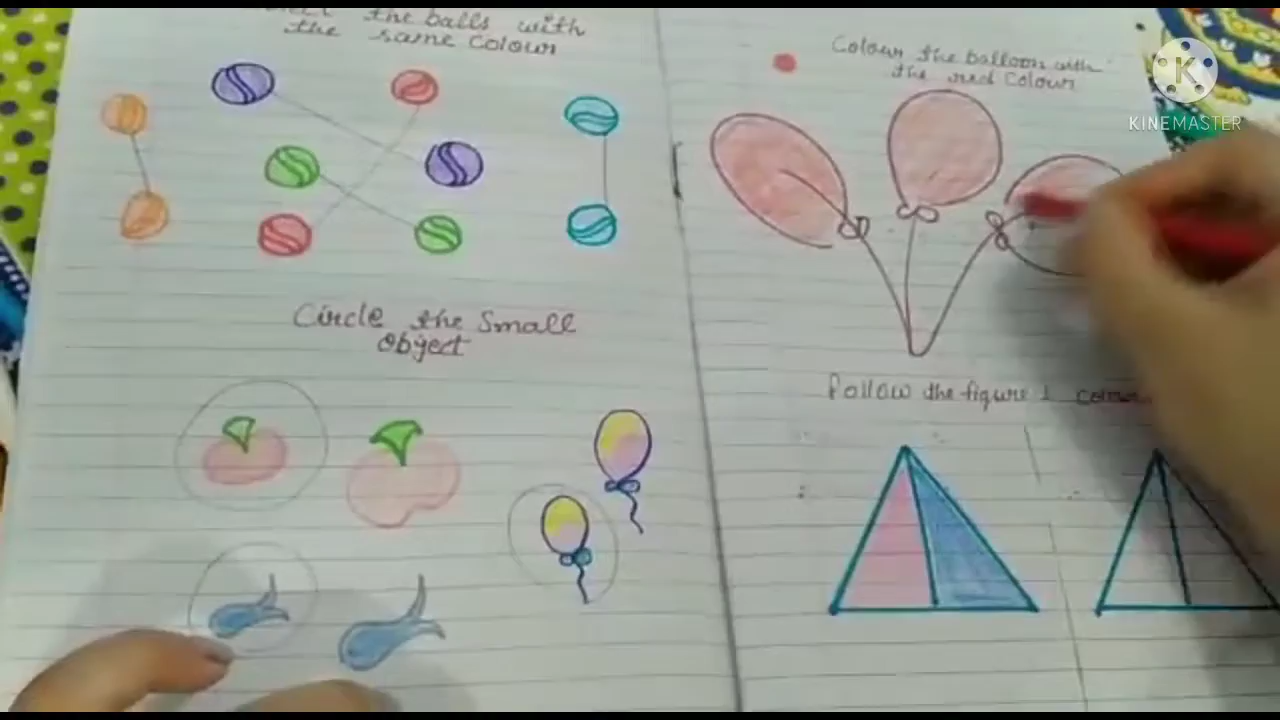 the balls with
the same Colour
Circle the Small
object
Colour the balloon with
the red Colour
Follow the figure &
KINEMASTER